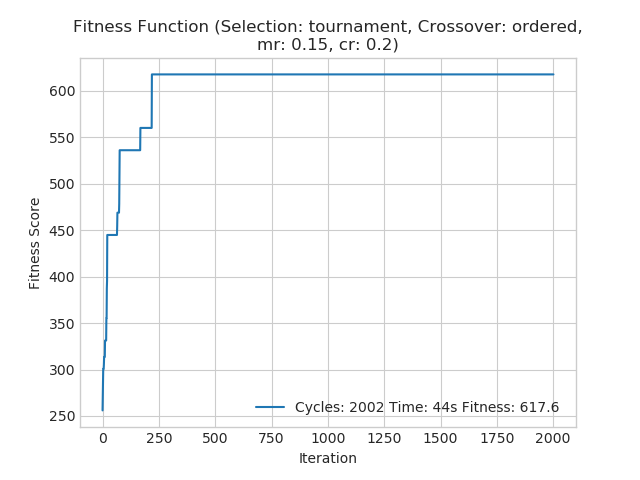 Fitness Function (Selection: tournament, Crossover: ordered,
mr: 0.15, cr: 0.2)
Fitness Score
600
550
500
450
400
350
300
250
Cycles: 2002 Time: 44s Fitness: 617.6
0 250 500 750 1000 1250 1500 1750 2000
Iteration